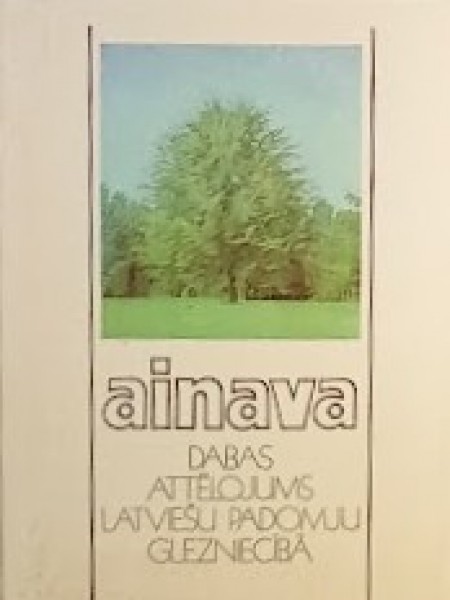 ainava
DABAS
ATTĒLOJUMS
LATVIEŠU PADOMJU
GLEZNIECĪBĀ